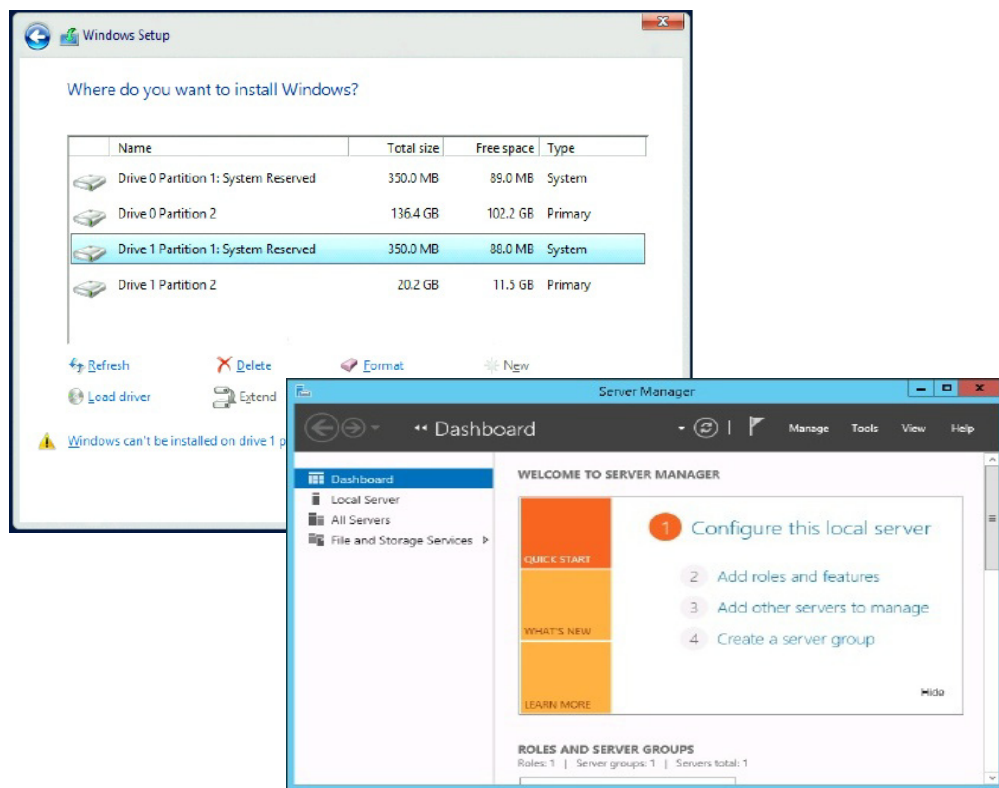 Windows Setup
Where do you want to install Windows?
Name Total size Free space Type
Drive 0 Partition 1: System Reserved 350.0 MB 89.0 MB System
Drive 0 Partition 2 136.4 GB 102.2 GB Primary
Drive 1 Partition 1: System Reserved 350.0 MB 88.0 MB System
Drive 1 Partition 2 20.2 GB 11.5 GB Primary
Refresh Delete Format New
Load driver Extend
Windows can't be installed on drive 1 p
Server Manager
Dashboard Manage Tools View Help
Dashboard
Local Server
All Servers
File and Storage Services
WELCOME TO SERVER MANAGER
QUICK START
WHAT'S NEW
LEARN MORE
1 Configure this local server
2 Add roles and features
3 Add other servers to manage
4 Create a server group
Hide
ROLES AND SERVER GROUPS
Roles: 1 | Server groups: 1 | Servers total: 1